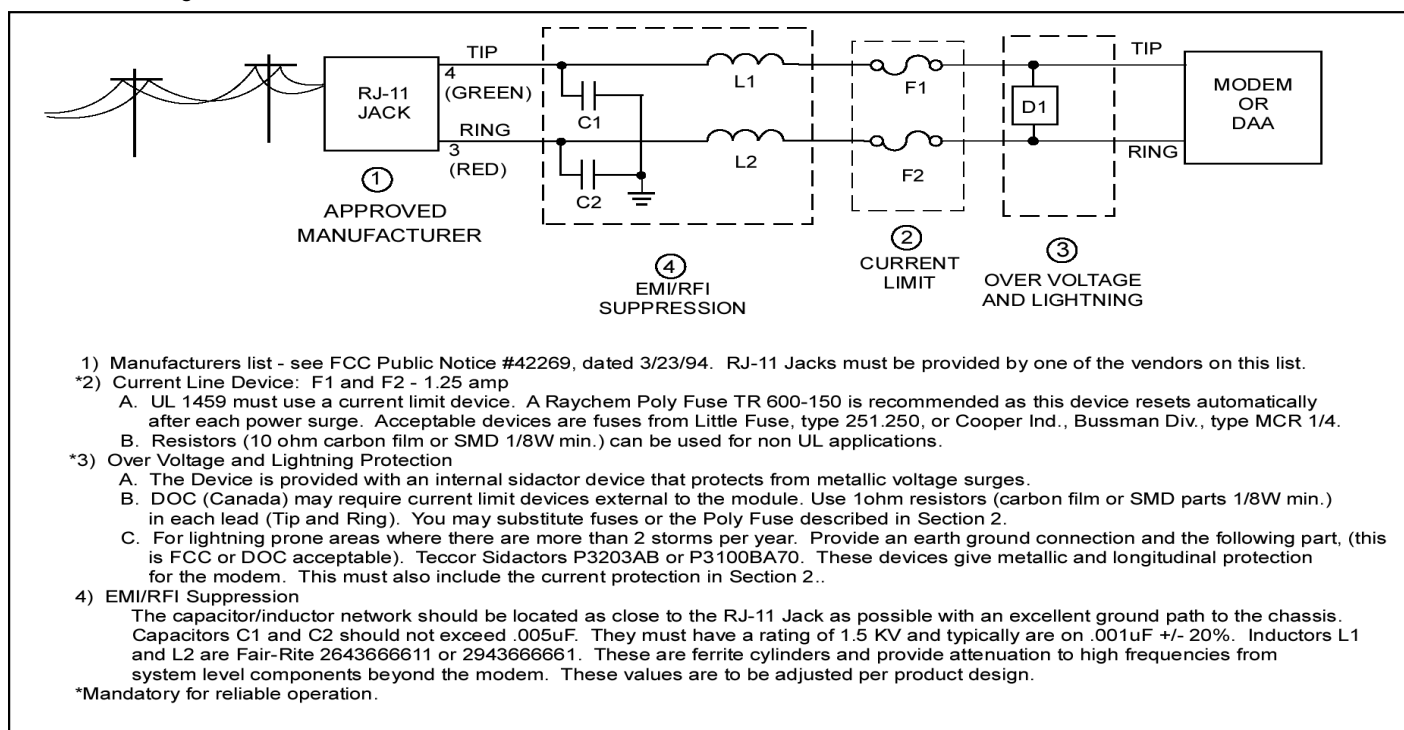 TIP
4
(GREEN)
RJ-11
JACK
RING
3
(RED)
C1
C2
L1
L2
F1
F2
D1
TIP
RING
MODEM
OR
DAA
1
APPROVED
MANUFACTURER
4
EMI/RFI
SUPPRESSION
2
CURRENT
LIMIT
3
OVER VOLTAGE
AND LIGHTNING
1) Manufacturers list - see FCC Public Notice #42269, dated 3/23/94. RJ-11 Jacks must be provided by one of the vendors on this list.
*2) Current Line Device: F1 and F2 - 1.25 amp
A. UL 1459 must use a current limit device. A Raychem Poly Fuse TR 600-150 is recommended as this device resets automatically
after each power surge. Acceptable devices are fuses from Little Fuse, type 251.250, or Cooper Ind., Bussman Div., type MCR 1/4.
B. Resistors (10 ohm carbon film or SMD 1/8W min.) can be used for non UL applications.
*3) Over Voltage and Lightning Protection
A. The Device is provided with an internal sidactor device that protects from metallic voltage surges.
B. DOC (Canada) may require current limit devices external to the module. Use 1ohm resistors (carbon film or SMD parts 1/8W min.)
in each lead (Tip and Ring). You may substitute fuses or the Poly Fuse described in Section 2.
C. For lightning prone areas where there are more than 2 storms per year. Provide an earth ground connection and the following part, (this
is FCC or DOC acceptable). Teccor Sidactors P3203AB or P3100BA70. These devices give metallic and longitudinal protection
for the modem. This must also include the current protection in Section 2..
4) EMI/RFI Suppression
The capacitor/inductor network should be located as close to the RJ-11 Jack as possible with an excellent ground path to the chassis.
Capacitors C1 and C2 should not exceed .005uF. They must have a rating of 1.5 KV and typically are on .001uF +/- 20%. Inductors L1
and L2 are Fair-Rite 2643666611 or 2943666661. These are ferrite cylinders and provide attenuation to high frequencies from
system level components beyond the modem. These values are to be adjusted per product design.
*Mandatory for reliable operation.